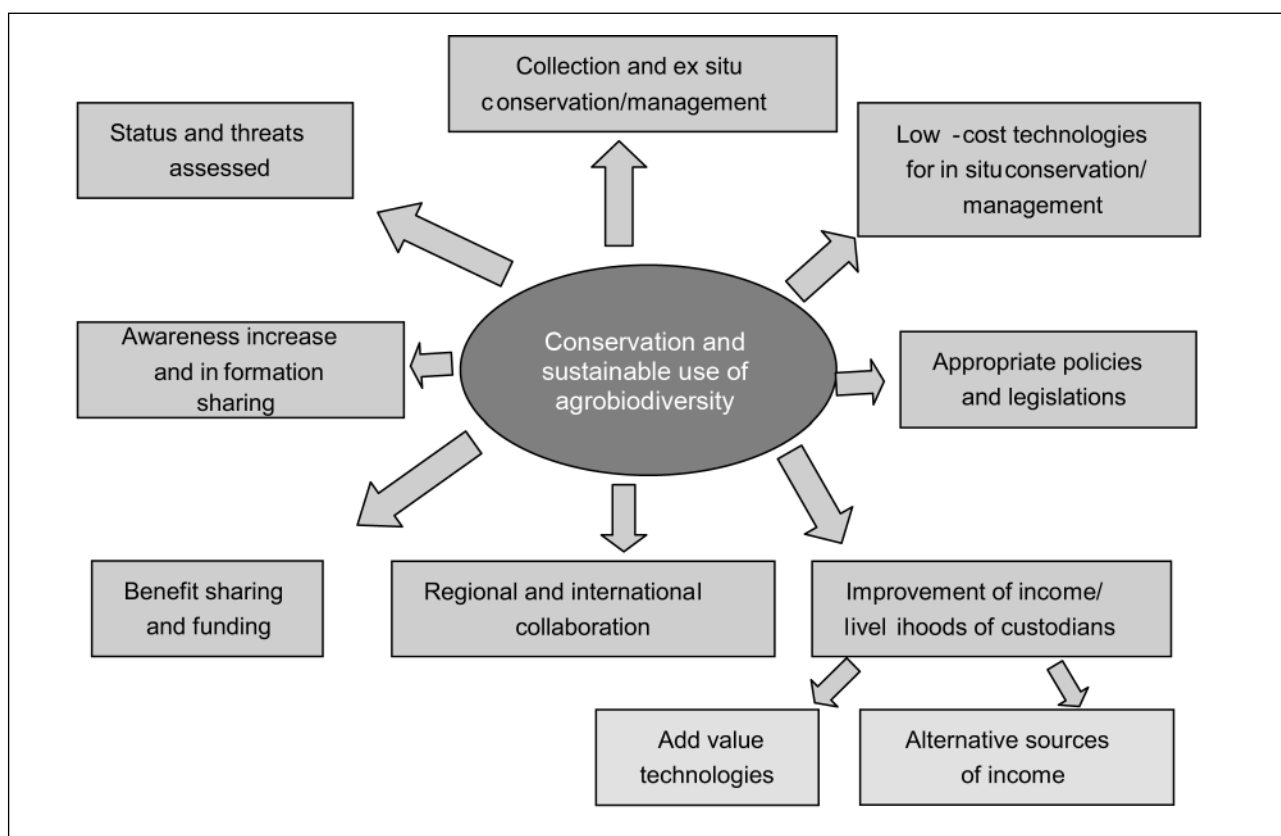 Collection and ex situ
conservation/management
Status and threats
assessed
Low -cost technologies
for in situconservation/
management
Awareness increase
and in formation
sharing
Conservation and
sustainable use of
agrobiodiversity
Appropriate policies
and legislations
Benefit sharing
and funding
Regional and international
collaboration
Improvement of income/
livel ihoods of custodians
Add value
technologies
Alternative sources
of income